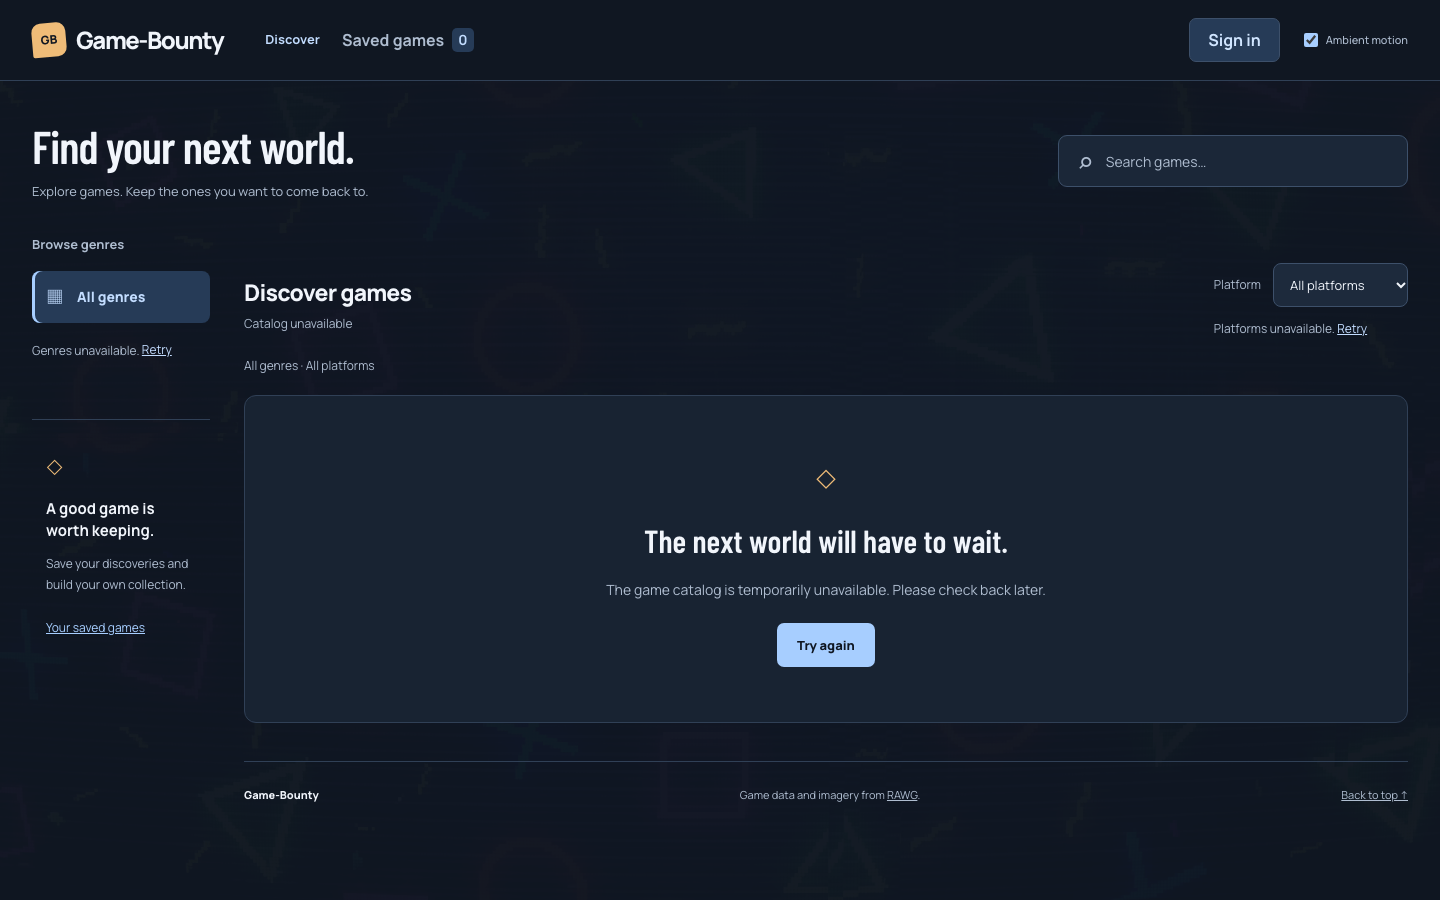 GB
Game-Bounty
Discover
Saved games 0
Sign in
Ambient motion
Find your next world.
Explore games. Keep the ones you want to come back to.
Search games…
Browse genres
All genres
Genres unavailable. Retry
A good game is
worth keeping.
Save your discoveries and
build your own collection.
Your saved games
Discover games
Catalog unavailable
Platform
All platforms
Platforms unavailable. Retry
All genres · All platforms
The next world will have to wait.
The game catalog is temporarily unavailable. Please check back later.
Try again
Game-Bounty
Game data and imagery from RAWG.
Back to top ↑